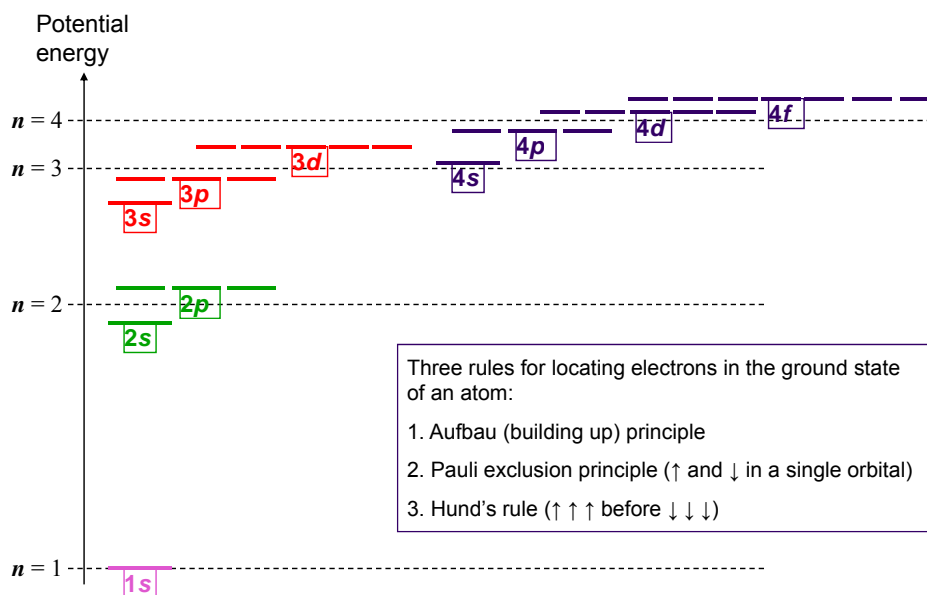 Potential
energy
n = 4
4f
4d
4p
3d
n = 3
4s
3p
3s
n = 2
2p
2s
Three rules for locating electrons in the ground state
of an atom:
1. Aufbau (building up) principle
2. Pauli exclusion principle (↑ and ↓ in a single orbital)
3. Hund’s rule (↑ ↑ ↑ before ↓ ↓ ↓)
n = 1
1s